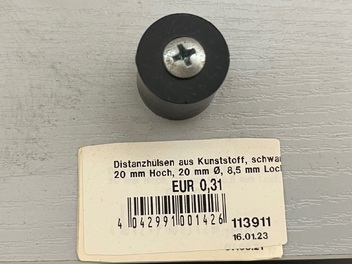 Distanzhülsen aus Kunststoff, schwa
20 mm Hoch, 20 mm Ø, 8,5 mm Loc
EUR 0,31
4 042991 001426
113911
16.01.23